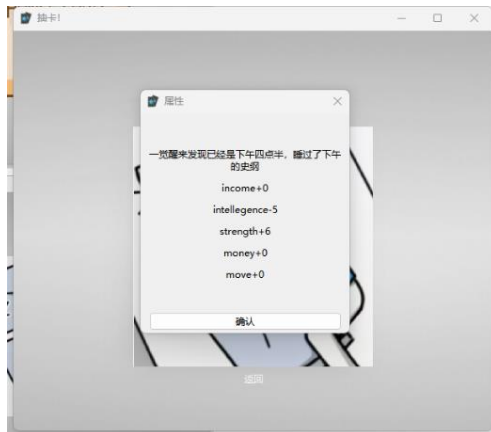 抽卡!
属性
一觉醒来发现已经是下午四点半，睡过了下午
的史纲
income+0
intellegence-5
strength+6
money+0
move+0
确认
返回